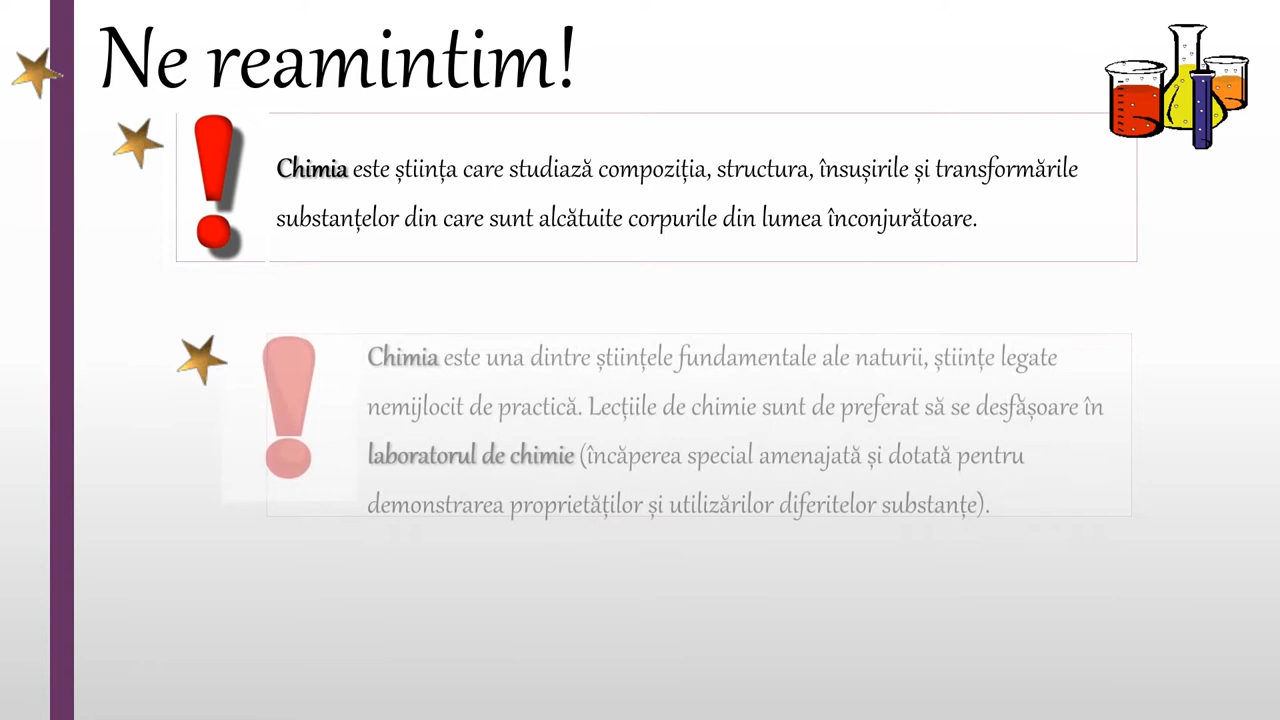 Ne reamintim!
Chimia este știința care studiază compoziția, structura, însușirile și transformările
substanțelor din care sunt alcătuite corpurile din lumea înconjurătoare.
Chimia este una dintre științele fundamentale ale naturii, științe legate
nemijlocit de practică. Lecțiile de chimie sunt de preferat să se desfășoare în
laboratorul de chimie (încăperea special amenajată și dotată pentru
demonstrarea proprietăților și utilizărilor diferitelor substanțe).